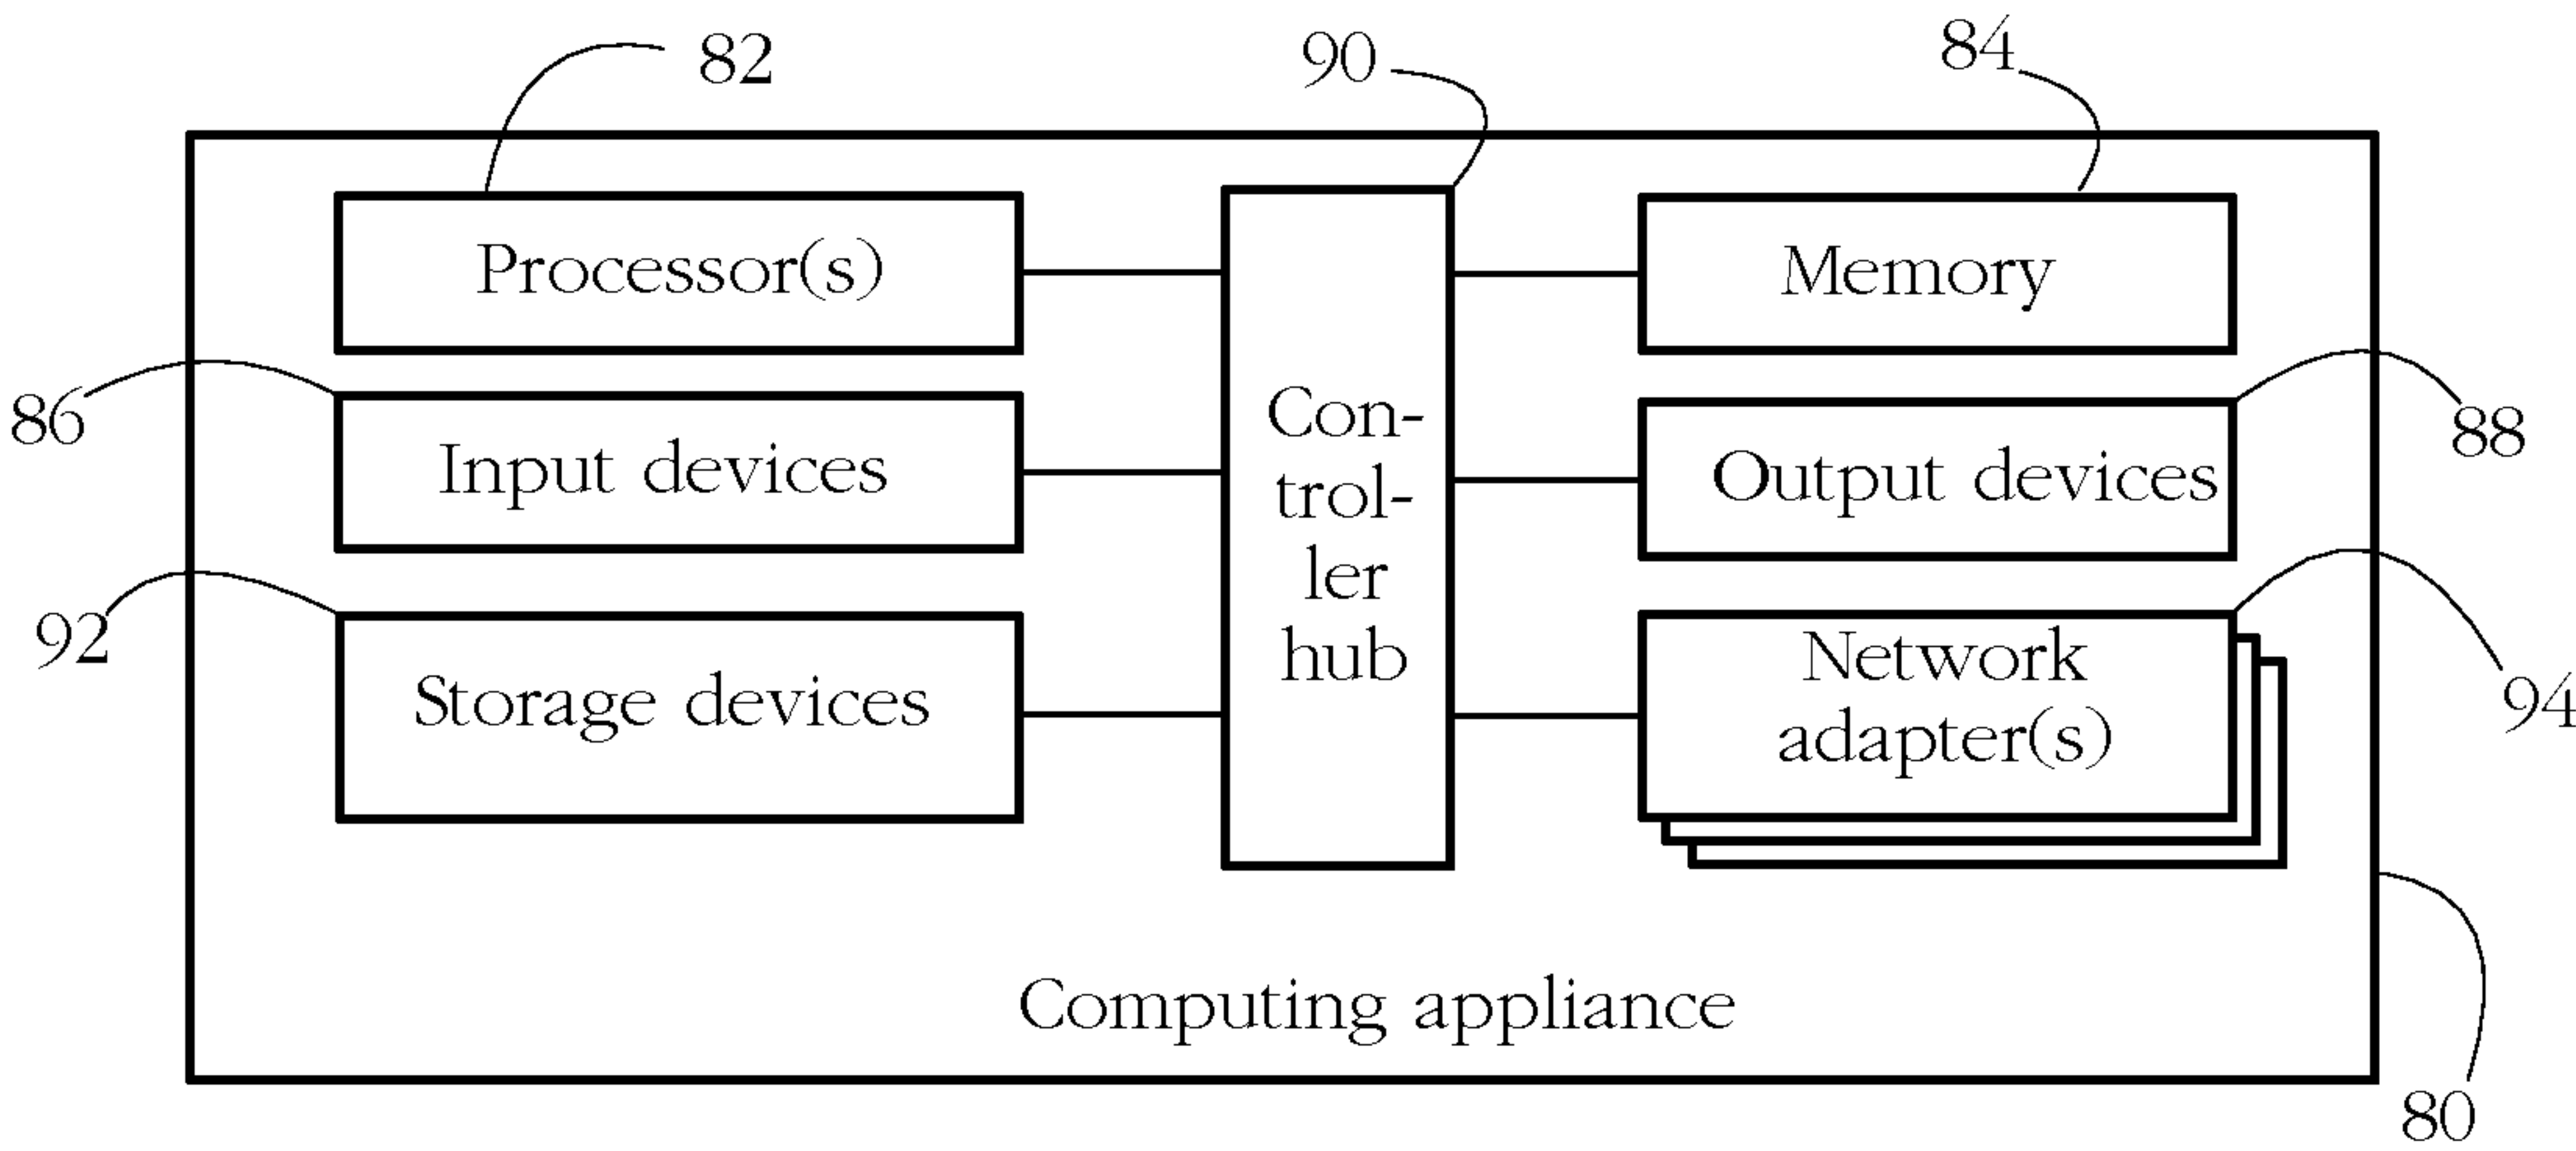 82
90
84
Processor(s)
Memory
86
Input devices
Con-
trol-
ler
hub
Output devices
88
92
Storage devices
Network
adapter(s)
94
Computing appliance
80